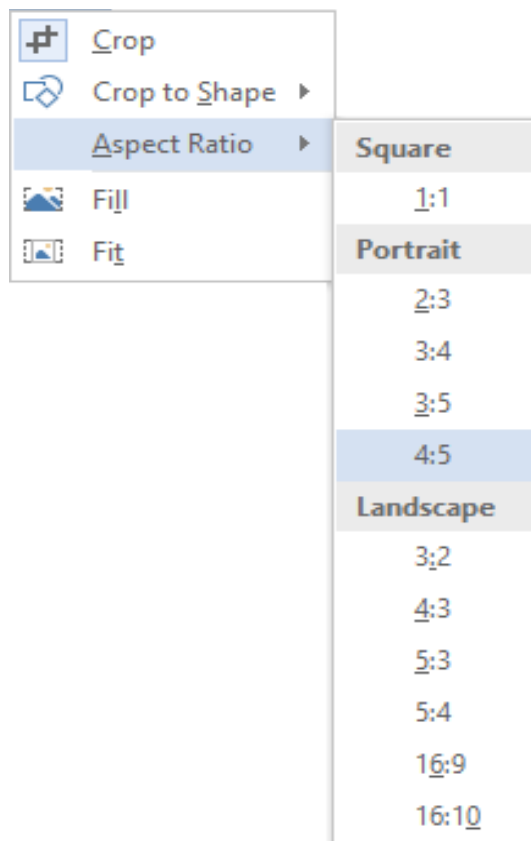 Crop
Crop to Shape
Aspect Ratio
Fill
Fit
Square
1:1
Portrait
2:3
3:4
3:5
4:5
Landscape
3:2
4:3
5:3
5:4
16:9
16:10